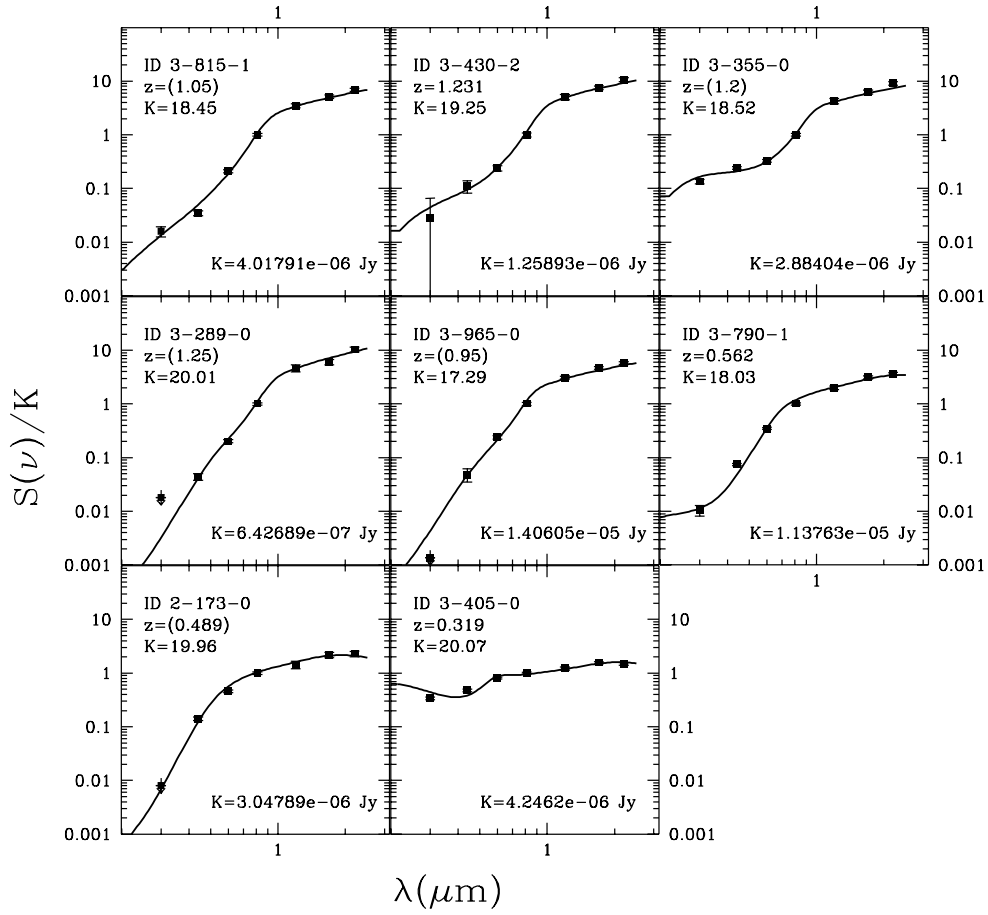 1 1
ID 3-815-1
z=(1.05)
K=18.45
K=4.01791e-06 Jy
ID 3-430-2
z=1.231
K=19.25
K=1.25893e-06 Jy
ID 3-355-0
z=(1.2)
K=18.52
K=2.88404e-06 Jy
10 10
1 1
0.1 0.1
0.01 0.01
0.001 0.001
ID 3-289-0
z=(1.25)
K=20.01
K=6.42689e-07 Jy
ID 3-965-0
z=(0.95)
K=17.29
K=1.40605e-05 Jy
ID 3-790-1
z=0.562
K=18.03
K=1.13763e-05 Jy
10 10
1 1
0.1 0.1
0.01 0.01
0.001 0.001
1
ID 2-173-0
z=(0.489)
K=19.96
K=3.04789e-06 Jy
ID 3-405-0
z=0.319
K=20.07
K=4.2462e-06 Jy
10 10
1 1
0.1 0.1
0.01 0.01
0.001 0.001
1 1
S(ν)/K
λ(μm)